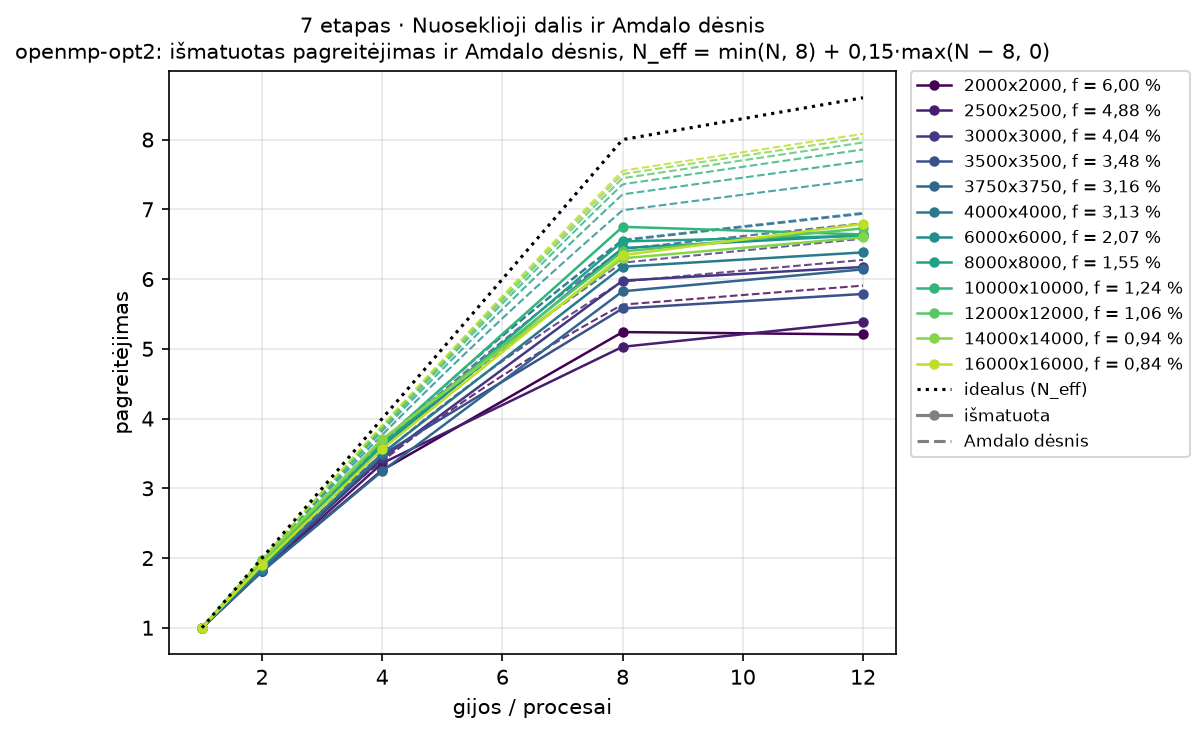 7 etapas · Nuoseklioji dalis ir Amdalo dėsnis
openmp-opt2: išmatuotas pagreitėjimas ir Amdalo dėsnis, N_eff = min(N, 8) + 0,15·max(N − 8, 0)
pagreitėjimas
8
7
6
5
4
3
2
1
2
4
6
8
10
12
gijos / procesai
2000x2000, f = 6,00 %
2500x2500, f = 4,88 %
3000x3000, f = 4,04 %
3500x3500, f = 3,48 %
3750x3750, f = 3,16 %
4000x4000, f = 3,13 %
6000x6000, f = 2,07 %
8000x8000, f = 1,55 %
10000x10000, f = 1,24 %
12000x12000, f = 1,06 %
14000x14000, f = 0,94 %
16000x16000, f = 0,84 %
idealus (N_eff)
išmatuota
Amdalo dėsnis